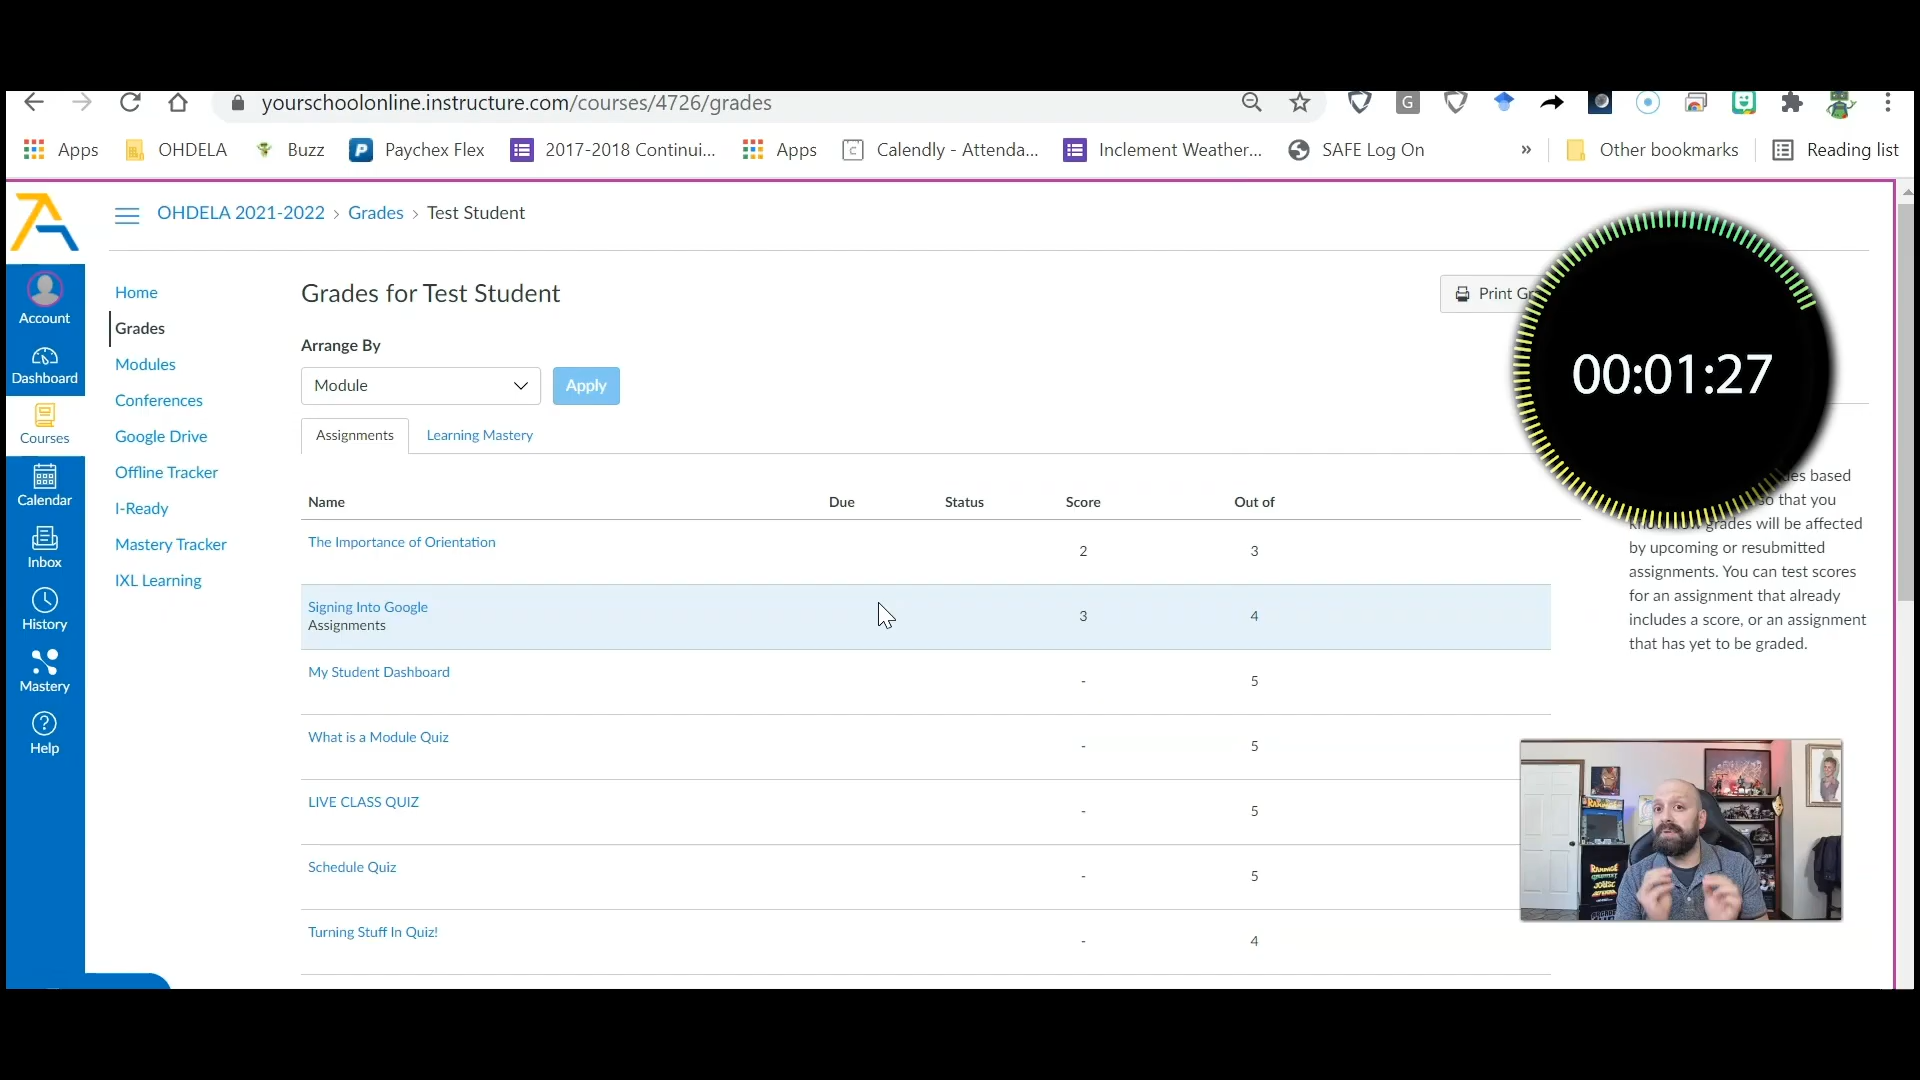 yourschoolonline.instructure.com/courses/4726/grades
G
Apps
OHDELA
Buzz
Paychex Flex
2017-2018 Continui...
Apps
Calendly - Attenda...
Inclement Weather...
SAFE Log On
»
Other bookmarks
Reading list
OHDELA 2021-2022 › Grades › Test Student
Account
Dashboard
Courses
Calendar
Inbox
History
Mastery
Help
Home
Grades
Modules
Conferences
Google Drive
Offline Tracker
I-Ready
Mastery Tracker
IXL Learning
Grades for Test Student
Print Gr
Arrange By
Module
Apply
Assignments
Learning Mastery
Name Due Status Score Out of
The Importance of Orientation 2 3
Signing Into Google 3 4
Assignments
My Student Dashboard - 5
What is a Module Quiz - 5
LIVE CLASS QUIZ - 5
Schedule Quiz - 5
Turning Stuff In Quiz! - 4
00:01:27
based
so that you
grades will be affected
by upcoming or resubmitted
assignments. You can test scores
for an assignment that already
includes a score, or an assignment
that has yet to be graded.